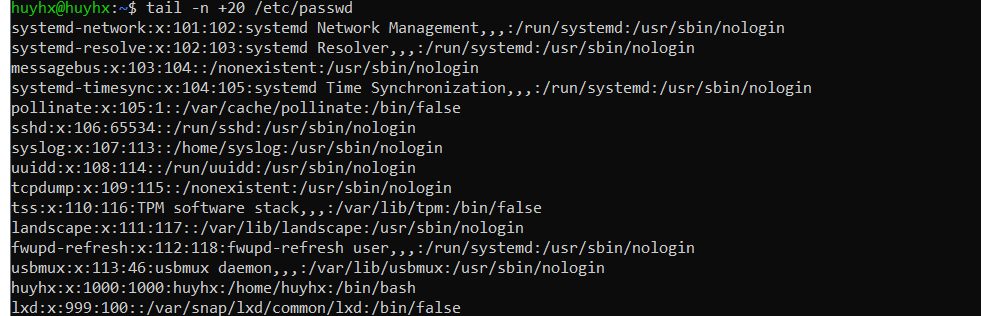 huyhx@huyhx:~$ tail -n +20 /etc/passwd
systemd-network:x:101:102:systemd Network Management,,,:/run/systemd:/usr/sbin/nologin
systemd-resolve:x:102:103:systemd Resolver,,,:/run/systemd:/usr/sbin/nologin
messagebus:x:103:104::/nonexistent:/usr/sbin/nologin
systemd-timesync:x:104:105:systemd Time Synchronization,,,:/run/systemd:/usr/sbin/nologin
pollinate:x:105:1::/var/cache/pollinate:/bin/false
sshd:x:106:65534::/run/sshd:/usr/sbin/nologin
syslog:x:107:113::/home/syslog:/usr/sbin/nologin
uuidd:x:108:114::/run/uuidd:/usr/sbin/nologin
tcpdump:x:109:115::/nonexistent:/usr/sbin/nologin
tss:x:110:116:TPM software stack,,,:/var/lib/tpm:/bin/false
landscape:x:111:117::/var/lib/landscape:/usr/sbin/nologin
fwupd-refresh:x:112:118:fwupd-refresh user,,,:/run/systemd:/usr/sbin/nologin
usbmux:x:113:46:usbmux daemon,,,:/var/lib/usbmux:/usr/sbin/nologin
huyhx:x:1000:1000:huyhx:/home/huyhx:/bin/bash
lxd:x:999:100::/var/snap/lxd/common/lxd:/bin/false